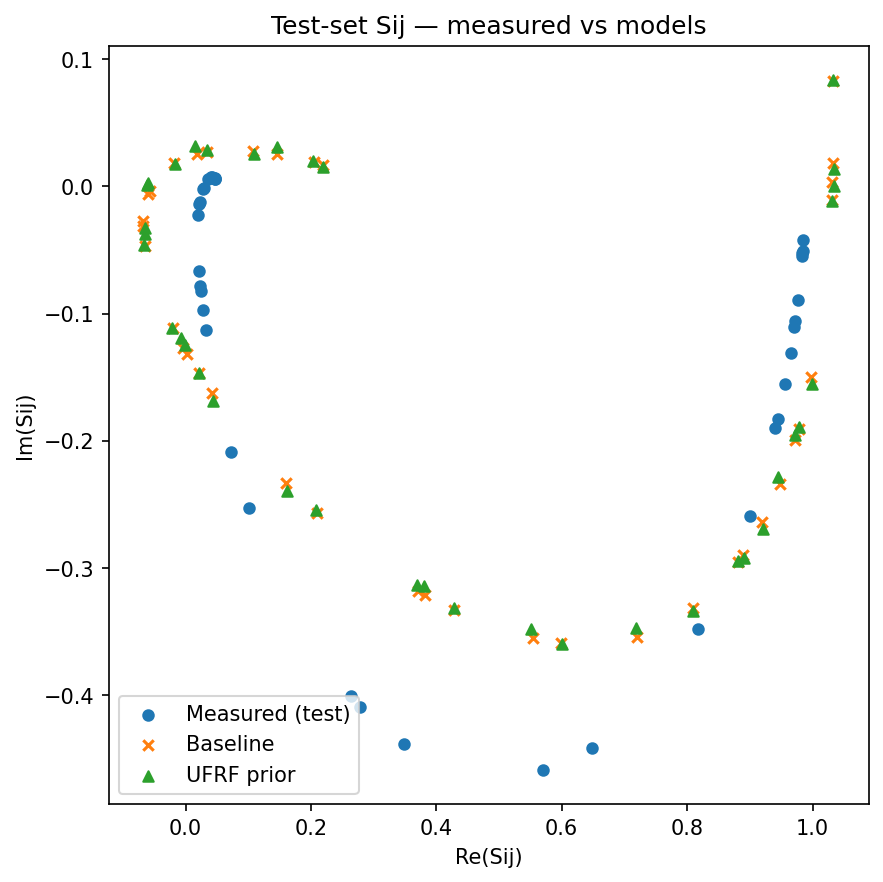 Test-set Sij — measured vs models
0.1
0.0
−0.1
−0.2
−0.3
−0.4
Im(Sij)
Measured (test)
Baseline
UFRF prior
0.0 0.2 0.4 0.6 0.8 1.0
Re(Sij)